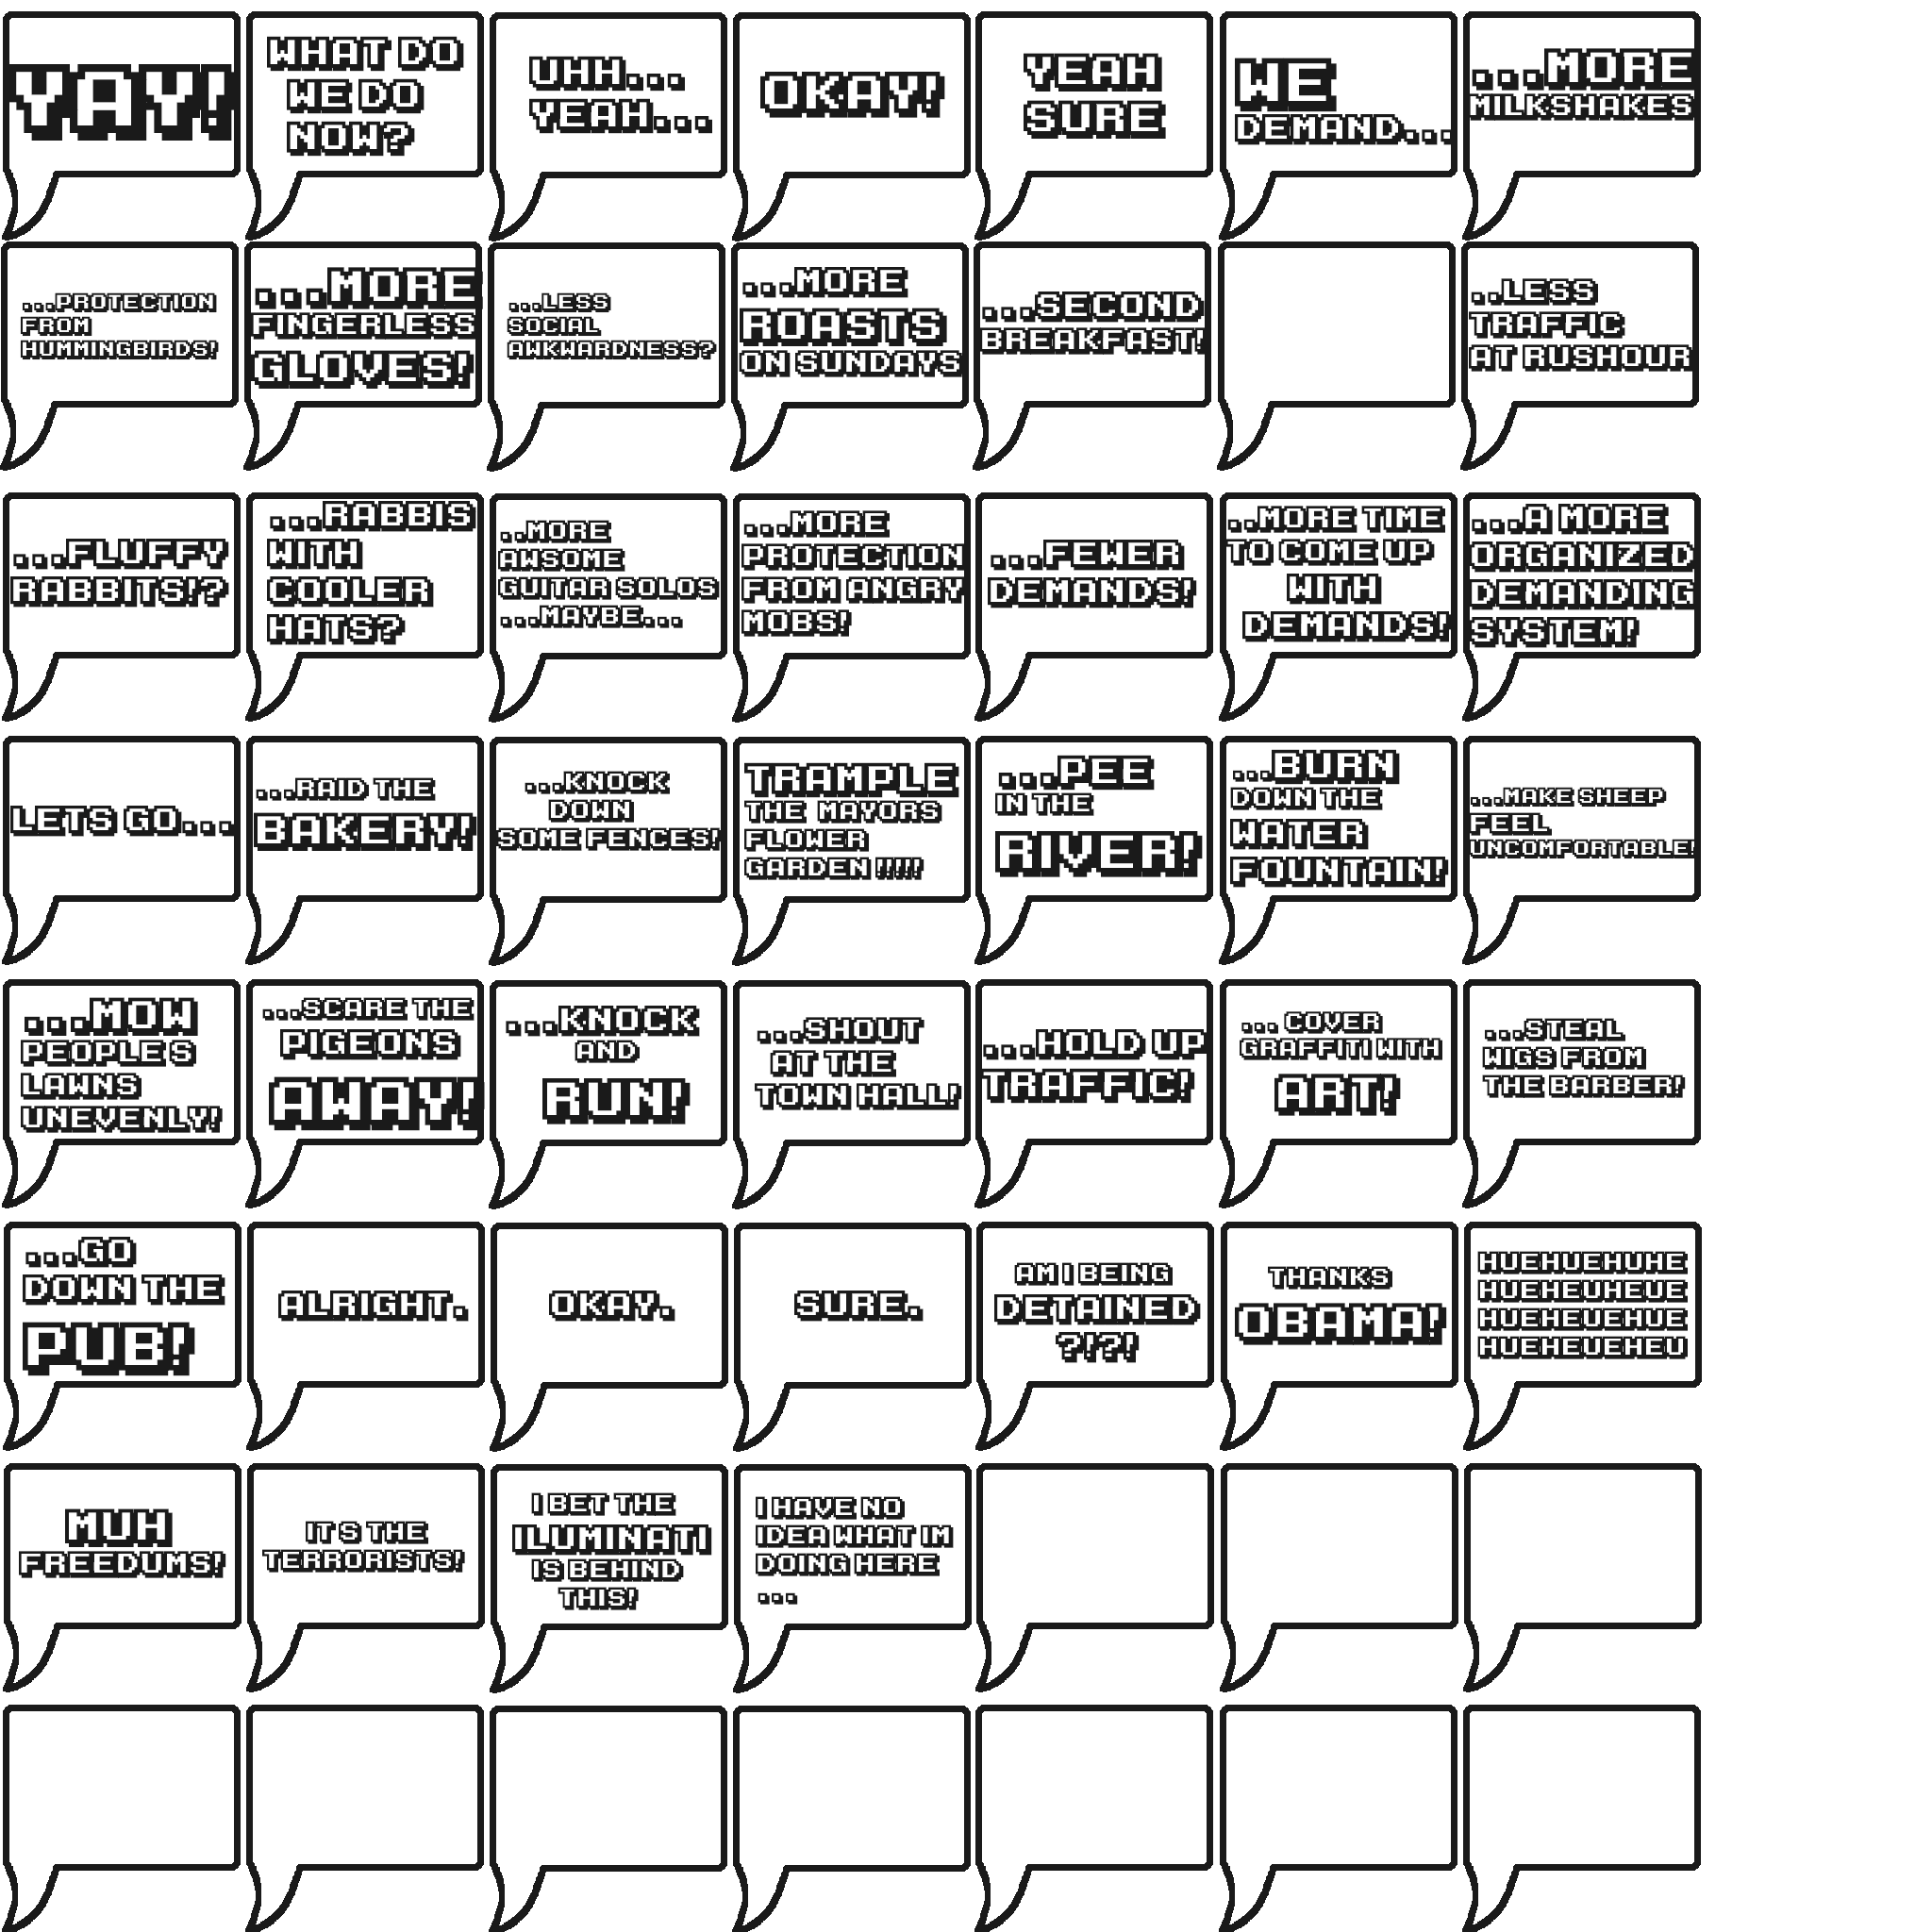 YAY!
WHAT DO
WE DO
NOW?
UHH...
YEAH...
OKAY!
YEAH
SURE
WE
DEMAND...
...MORE
MILKSHAKES
...PROTECTION
FROM
HUMMINGBIRDS!
...MORE
FINGERLESS
GLOVES!
...LESS
SOCIAL
AWKWARDNESS?
...MORE
ROASTS
ON SUNDAYS
...SECOND
BREAKFAST!
..LESS
TRAFFIC
AT RUSHOUR
...FLUFFY
RABBITS!?
...RABBIS
WITH
COOLER
HATS?
..MORE
AWSOME
GUITAR SOLOS
...MAYBE...
...MORE
PROTECTION
FROM ANGRY
MOBS!
...FEWER
DEMANDS!
..MORE TIME
TO COME UP
WITH
DEMANDS!
...A MORE
ORGANIZED
DEMANDING
SYSTEM!
LETS GO...
...RAID THE
BAKERY!
...KNOCK
DOWN
SOME FENCES!
TRAMPLE
THE MAYORS
FLOWER
GARDEN !!!!!
...PEE
IN THE
RIVER!
...BURN
DOWN THE
WATER
FOUNTAIN!
...MAKE SHEEP
FEEL
UNCOMFORTABLE!
...MOW
PEOPLE S
LAWNS
UNEVENLY!
...SCARE THE
PIGEONS
AWAY!
...KNOCK
AND
RUN!
...SHOUT
AT THE
TOWN HALL!
...HOLD UP
TRAFFIC!
... COVER
GRAFFITI WITH
ART!
...STEAL
WIGS FROM
THE BARBER!
...GO
DOWN THE
PUB!
ALRIGHT.
OKAY.
SURE.
AM I BEING
DETAINED
?!?!
THANKS
OBAMA!
HUEHUEHUHE
HUEHEUHEUE
HUEHEUEHUE
HUEHEUEHEU
MUH
FREEDUMS!
IT S THE
TERRORISTS!
I BET THE
ILUMINATI
IS BEHIND
THIS!
I HAVE NO
IDEA WHAT IM
DOING HERE
...